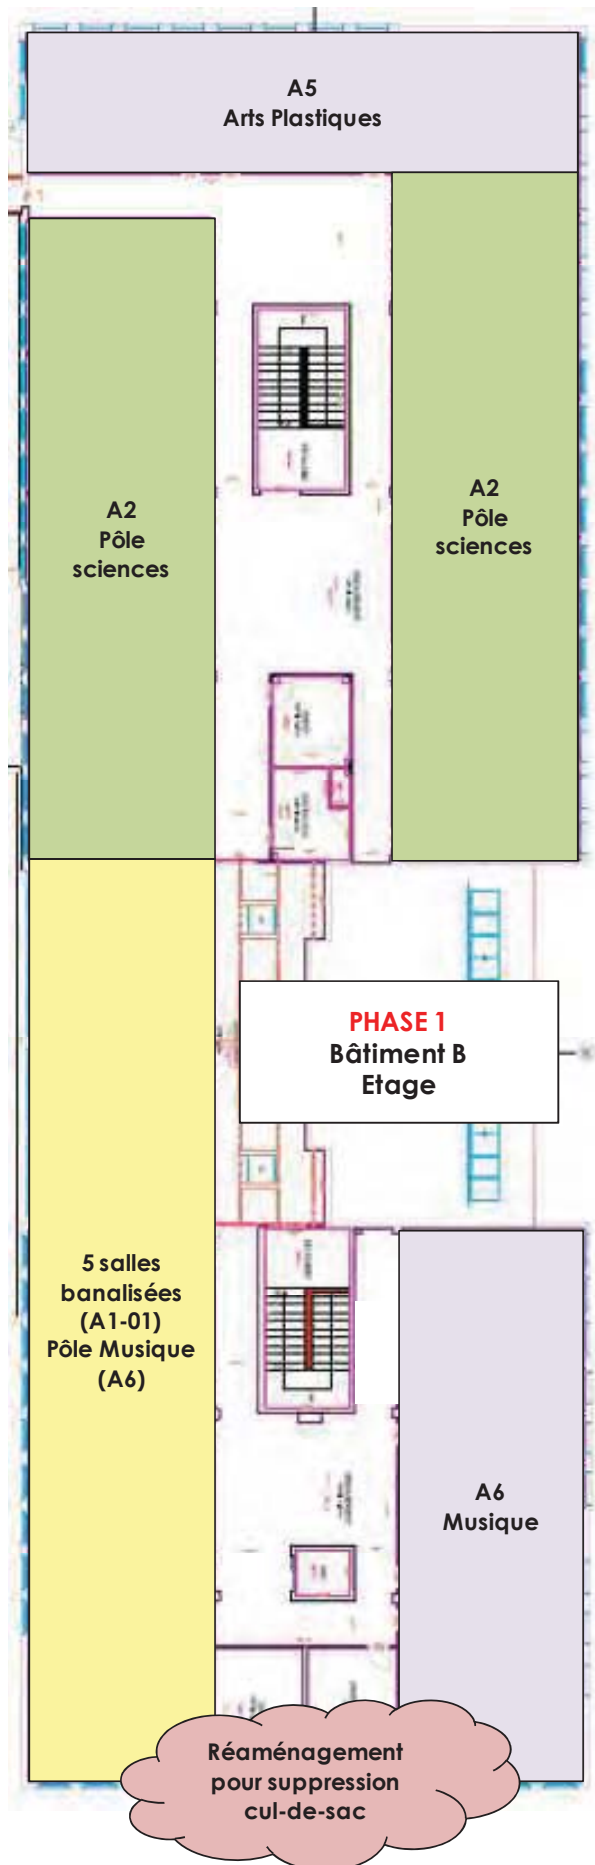 A5
Arts Plastiques
A2
Pôle
sciences
A2
Pôle
sciences
PHASE 1
Bâtiment B
Etage
5 salles
banalisées
(A1-01)
Pôle Musique
(A6)
A6
Musique
Réaménagement
pour suppression
cul-de-sac